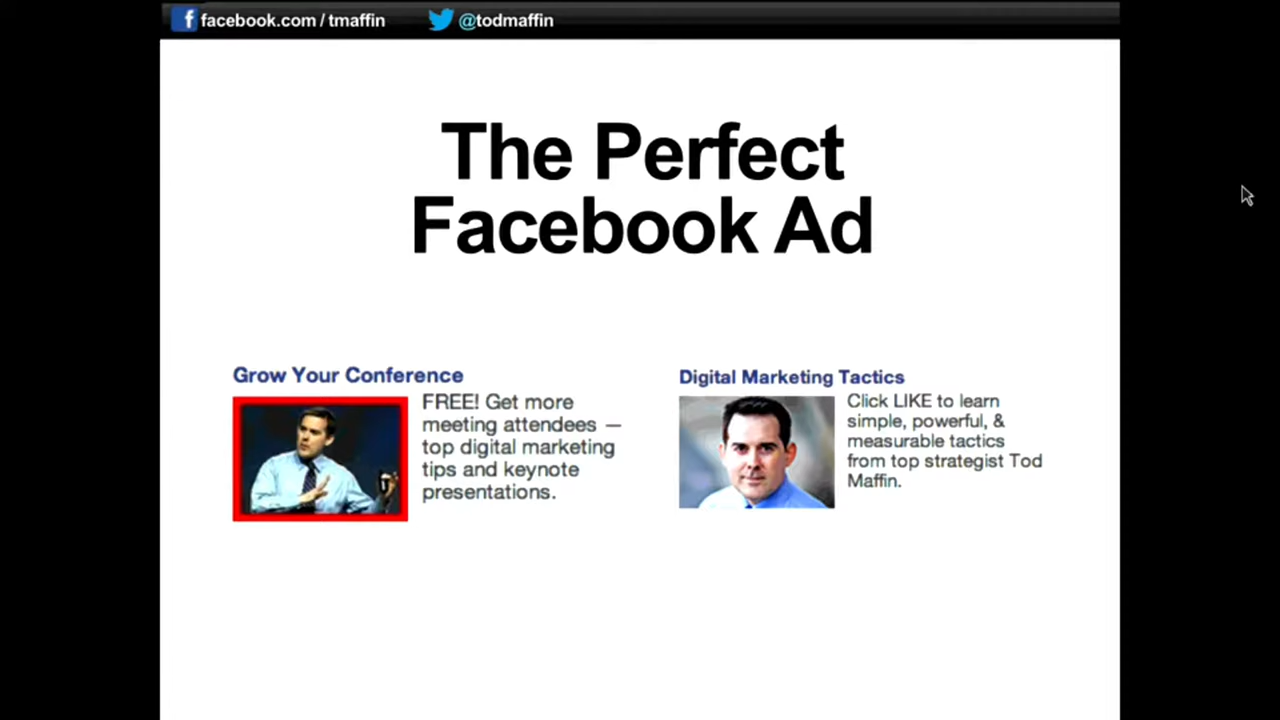 facebook.com / tmaffin @todmaffin
The Perfect
Facebook Ad
Grow Your Conference
FREE! Get more
meeting attendees —
top digital marketing
tips and keynote
presentations.
Digital Marketing Tactics
Click LIKE to learn
simple, powerful, &
measurable tactics
from top strategist Tod
Maffin.